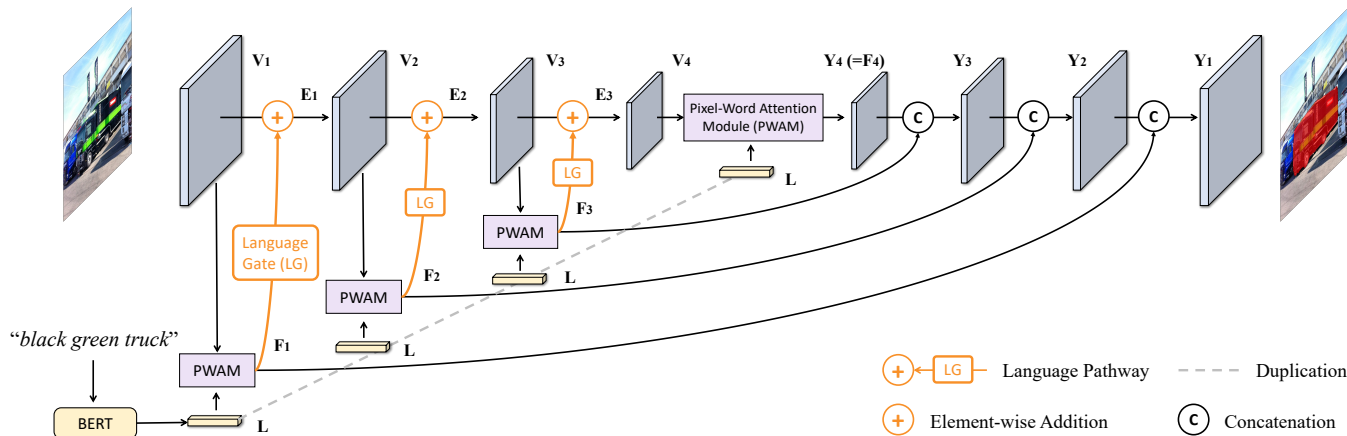 V1
V2
V3
V4
Y4 (=F4)
Y3
Y2
Y1
E1
E2
E3
Pixel-Word Attention
Module (PWAM)
C
C
C
L
LG
LG
F3
PWAM
L
Language
Gate (LG)
F2
PWAM
L
F1
"black green truck"
PWAM
L
BERT
LG
Language Pathway
Duplication
Element-wise Addition
C
Concatenation